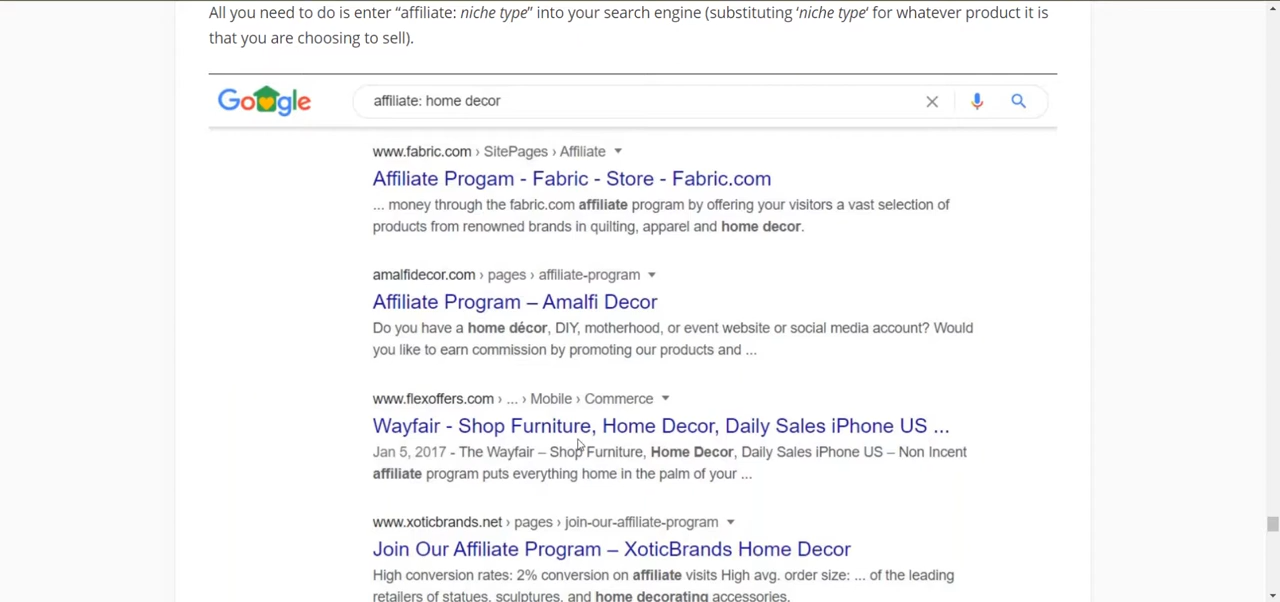 All you need to do is enter “affiliate: niche type” into your search engine (substituting ‘niche type‘ for whatever product it is
that you are choosing to sell).
Google
affiliate: home decor
www.fabric.com › SitePages › Affiliate
Affiliate Progam - Fabric - Store - Fabric.com
... money through the fabric.com affiliate program by offering your visitors a vast selection of
products from renowned brands in quilting, apparel and home decor.
amalfidecor.com › pages › affiliate-program
Affiliate Program – Amalfi Decor
Do you have a home décor, DIY, motherhood, or event website or social media account? Would
you like to earn commission by promoting our products and ...
www.flexoffers.com › ... › Mobile › Commerce
Wayfair - Shop Furniture, Home Decor, Daily Sales iPhone US ...
Jan 5, 2017 - The Wayfair – Shop Furniture, Home Decor, Daily Sales iPhone US – Non Incent
affiliate program puts everything home in the palm of your ...
www.xoticbrands.net › pages › join-our-affiliate-program
Join Our Affiliate Program – XoticBrands Home Decor
High conversion rates: 2% conversion on affiliate visits High avg. order size: ... of the leading
retailers of statues, sculptures, and home decorating accessories.